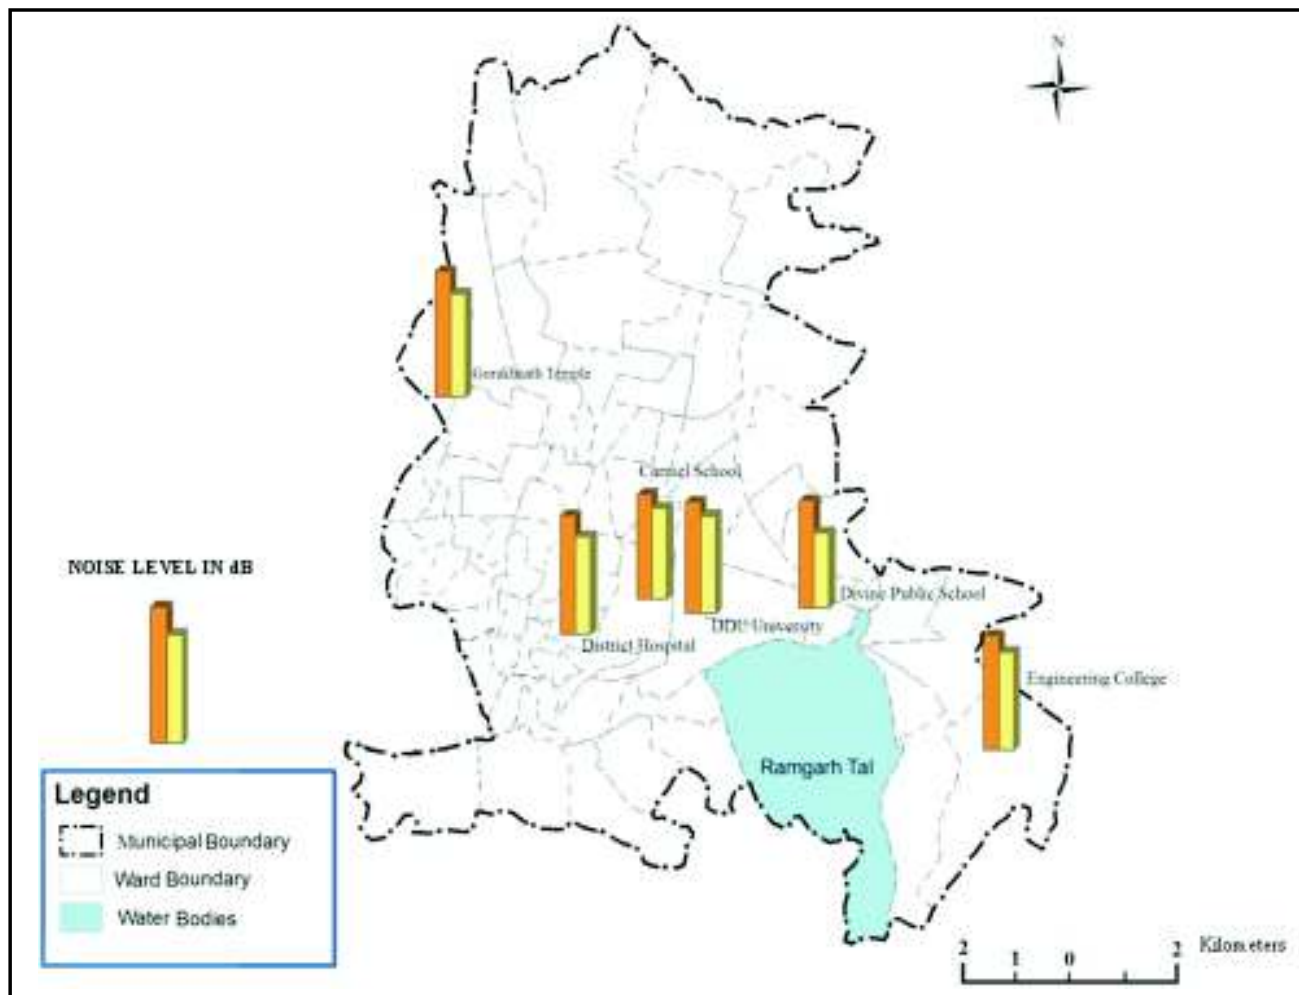 N
Gorakhnath Temple
Carmel School
NOISE LEVEL IN dB
Divine Public School
DDU University
District Hospital
Engineering College
Ramgarh Tal
Legend
Municipal Boundary
Ward Boundary
Water Bodies
2 1 0 2 Kilometers